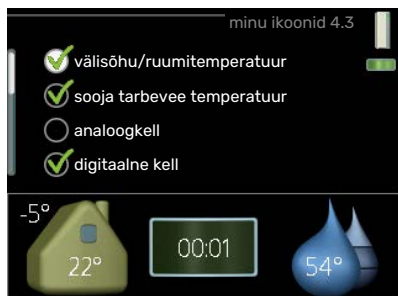 minu ikoonid 4.3
välisõhu/ruumitemperatuur
sooja tarbevee temperatuur
analoogkell
digitaalne kell
-5°
22°
00:01
54°